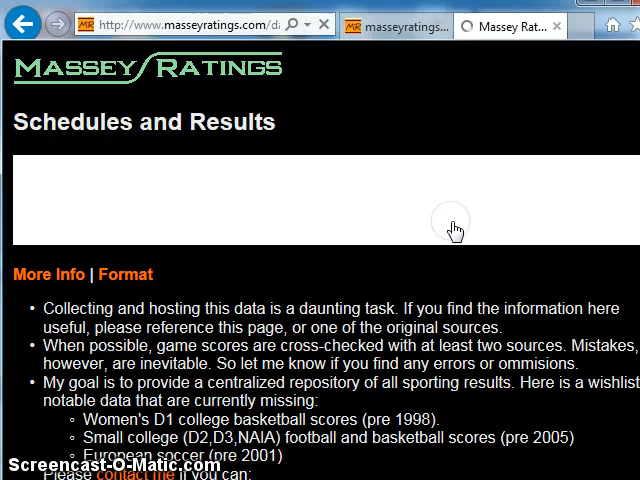 http://www.masseyratings.com/da
masseyratings...
Massey Rat...
MASSEY RATINGS
Schedules and Results
More Info | Format
• Collecting and hosting this data is a daunting task. If you find the information here
useful, please reference this page, or one of the original sources.
• When possible, game scores are cross-checked with at least two sources. Mistakes,
however, are inevitable. So let me know if you find any errors or ommisions.
• My goal is to provide a centralized repository of all sporting results. Here is a wishlist
notable data that are currently missing:
◦ Women's D1 college basketball scores (pre 1998).
◦ Small college (D2,D3,NAIA) football and basketball scores (pre 2005)
◦ European soccer (pre 2001)
Please contact me if you can:
Screencast-O-Matic.com